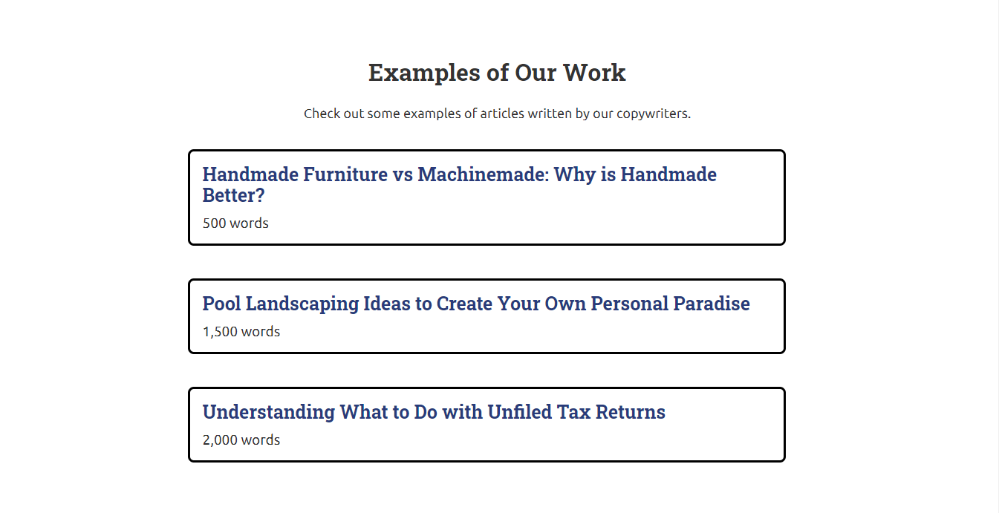 Examples of Our Work
Check out some examples of articles written by our copywriters.
Handmade Furniture vs Machinemade: Why is Handmade
Better?
500 words
Pool Landscaping Ideas to Create Your Own Personal Paradise
1,500 words
Understanding What to Do with Unfiled Tax Returns
2,000 words